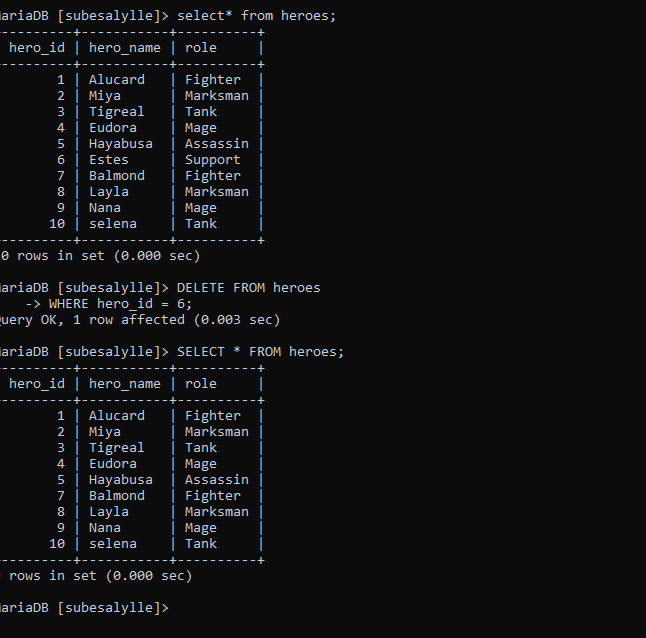 ariaDB [subesalylle]> select* from heroes;
---------+-----------+----------+
hero_id | hero_name | role |
---------+-----------+----------+
1 | Alucard | Fighter |
2 | Miya | Marksman |
3 | Tigreal | Tank |
4 | Eudora | Mage |
5 | Hayabusa | Assassin |
6 | Estes | Support |
7 | Balmond | Fighter |
8 | Layla | Marksman |
9 | Nana | Mage |
10 | selena | Tank |
---------+-----------+----------+
0 rows in set (0.000 sec)
ariaDB [subesalylle]> DELETE FROM heroes
-> WHERE hero_id = 6;
uery OK, 1 row affected (0.003 sec)
ariaDB [subesalylle]> SELECT * FROM heroes;
---------+-----------+----------+
hero_id | hero_name | role |
---------+-----------+----------+
1 | Alucard | Fighter |
2 | Miya | Marksman |
3 | Tigreal | Tank |
4 | Eudora | Mage |
5 | Hayabusa | Assassin |
7 | Balmond | Fighter |
8 | Layla | Marksman |
9 | Nana | Mage |
10 | selena | Tank |
---------+-----------+----------+
rows in set (0.000 sec)
ariaDB [subesalylle]>